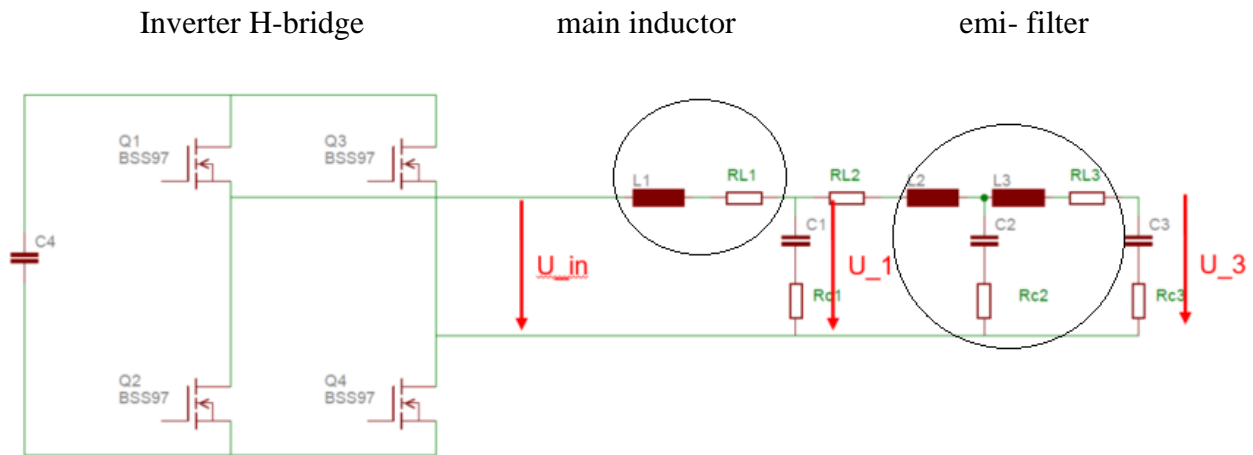 Inverter H-bridge main inductor emi- filter
Q1
BSS97
Q3
BSS97
L1 RL1 RL2 L2 L3 RL3
C1 C2 C3
C4
U_in U_1 U_3
Rc1 Rc2 Rc3
Q2
BSS97
Q4
BSS97